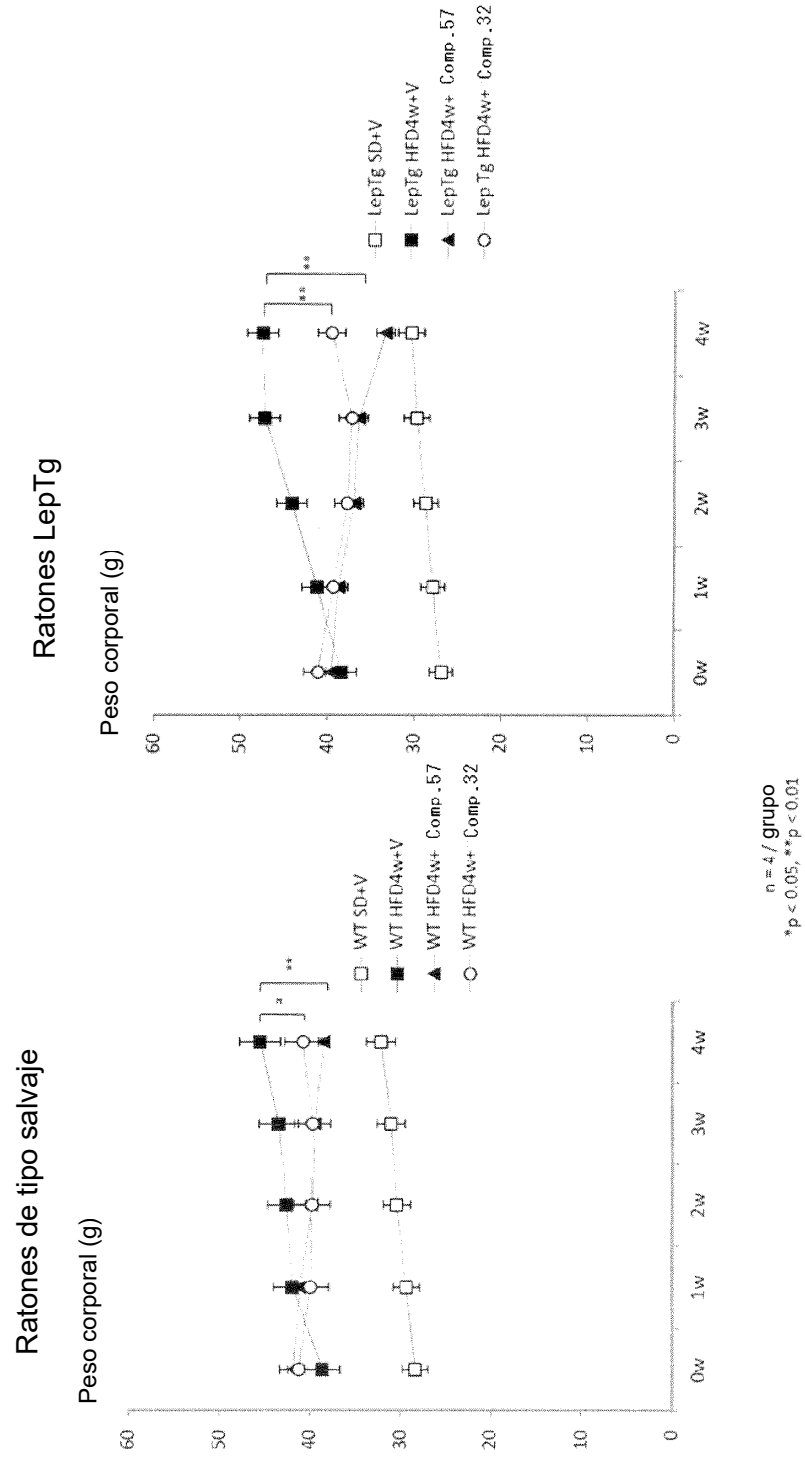 Ratones de tipo salvaje
Peso corporal (g)
60
50
40
30
20
10
0
0w
1w
2w
3w
4w
*
**
WT SD+V
WT HFD4w+V
WT HFD4w+ Comp.57
WT HFD4w+ Comp.32
Ratones LepTg
Peso corporal (g)
60
50
40
30
20
10
0
0w
1w
2w
3w
4w
**
**
LepTg SD+V
LepTg HFD4w+V
LepTg HFD4w+ Comp.57
Lep Tg HFD4w+ Comp.32
n = 4 / grupo
*p < 0.05, **p < 0.01